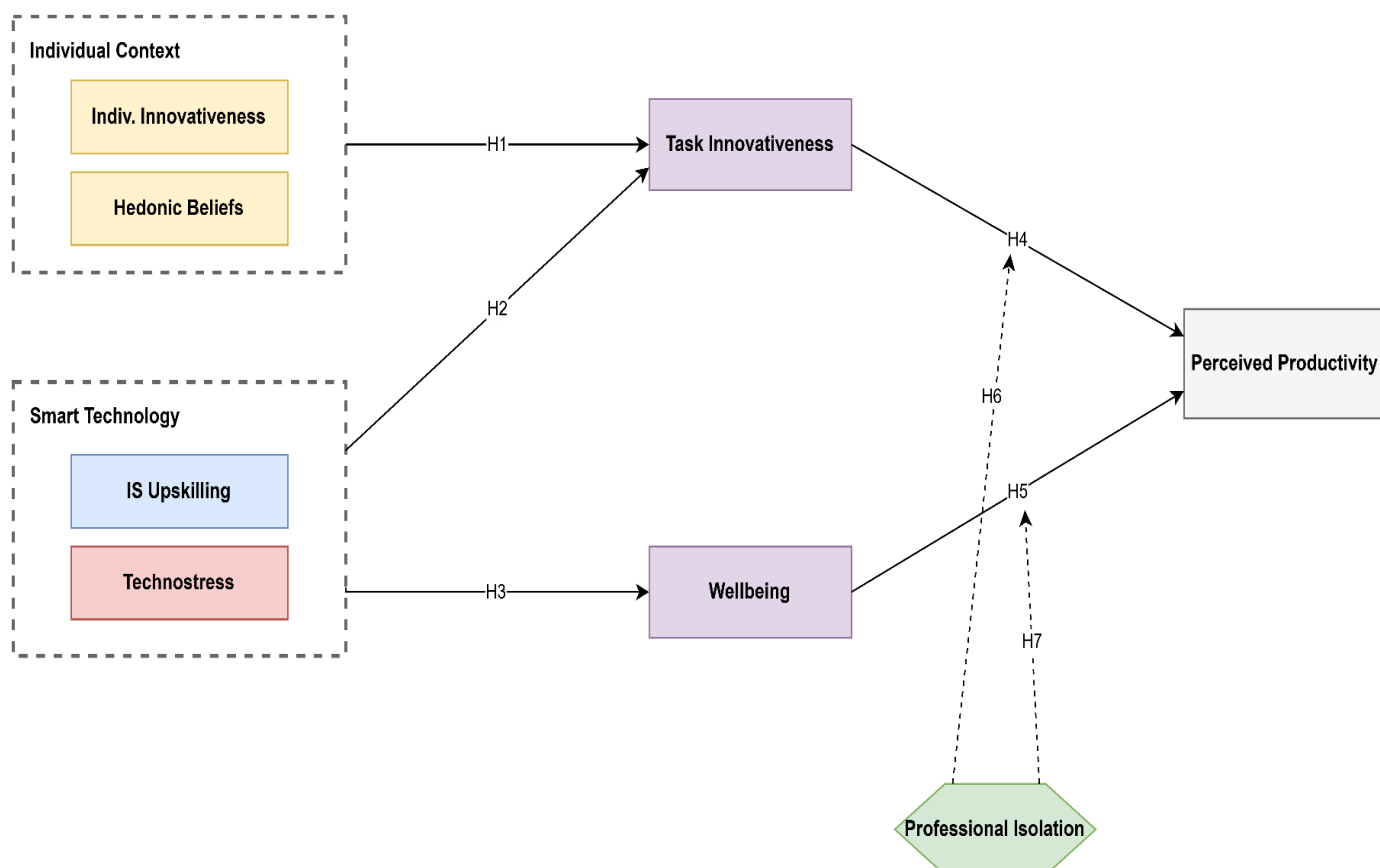 Individual Context
Indiv. Innovativeness
Hedonic Beliefs
H1
Task Innovativeness
H2
H4
Smart Technology
IS Upskilling
Technostress
H3
Wellbeing
H6
H5
H7
Perceived Productivity
Professional Isolation